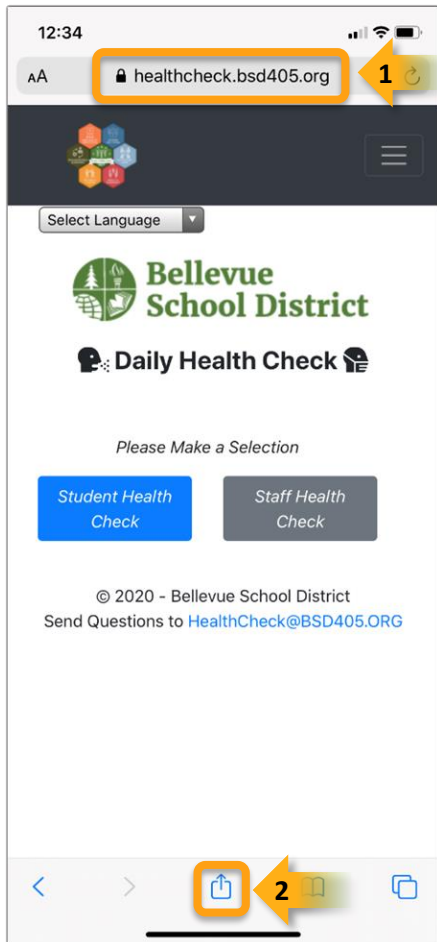 12:34
AA healthcheck.bsd405.org 1
Select Language
Bellevue
School District
Daily Health Check
Please Make a Selection
Student Health
Check
Staff Health
Check
© 2020 - Bellevue School District
Send Questions to HealthCheck@BSD405.ORG
2